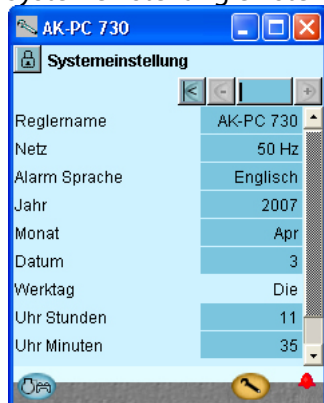 AK-PC 730
Systemeinstellung
Reglername AK-PC 730
Netz 50 Hz
Alarm Sprache Englisch
Jahr 2007
Monat Apr
Datum 3
Werktag Die
Uhr Stunden 11
Uhr Minuten 35